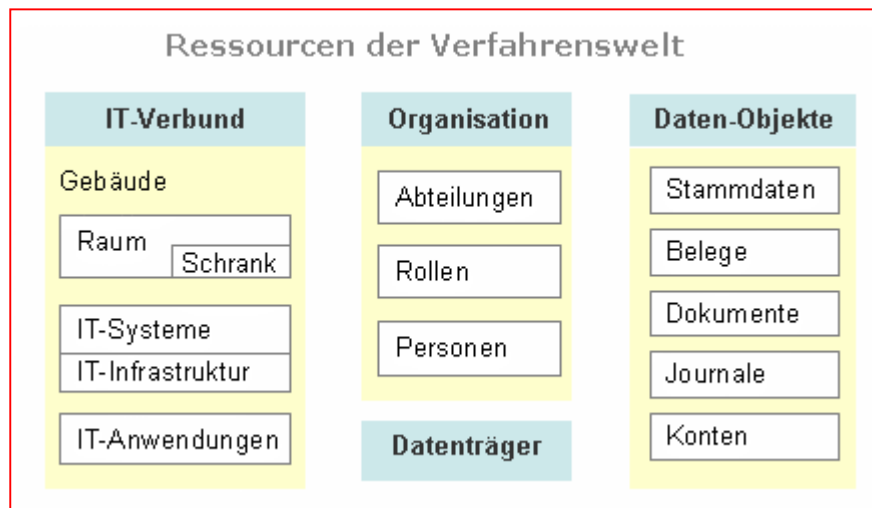 Ressourcen der Verfahrenswelt
IT-Verbund
Gebäude
Raum
Schrank
IT-Systeme
IT-Infrastruktur
IT-Anwendungen
Organisation
Abteilungen
Rollen
Personen
Datenträger
Daten-Objekte
Stammdaten
Belege
Dokumente
Journale
Konten